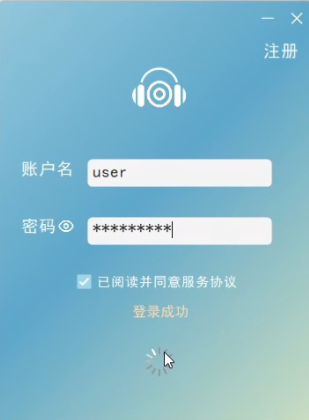 注册
账户名 user
密码 *********
已阅读并同意服务协议
登录成功